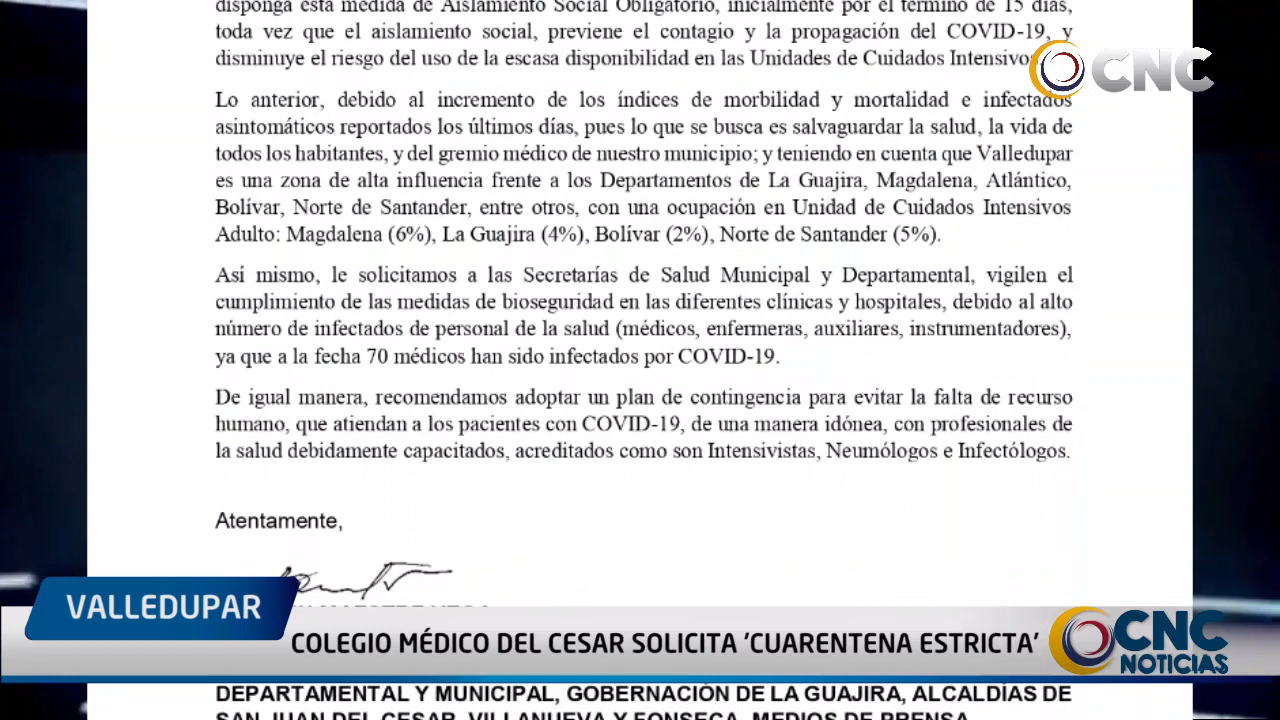 disponga esta medida de Aislamiento Social Obligatorio, inicialmente por el término de 15 días,
toda vez que el aislamiento social, previene el contagio y la propagación del COVID-19, y
disminuye el riesgo del uso de la escasa disponibilidad en las Unidades de Cuidados Intensivos
CNC
Lo anterior, debido al incremento de los índices de morbilidad y mortalidad e infectados
asintomáticos reportados los últimos días, pues lo que se busca es salvaguardar la salud, la vida de
todos los habitantes, y del gremio médico de nuestro municipio; y teniendo en cuenta que Valledupar
es una zona de alta influencia frente a los Departamentos de La Guajira, Magdalena, Atlántico,
Bolívar, Norte de Santander, entre otros, con una ocupación en Unidad de Cuidados Intensivos
Adulto: Magdalena (6%), La Guajira (4%), Bolívar (2%), Norte de Santander (5%).
Así mismo, le solicitamos a las Secretarías de Salud Municipal y Departamental, vigilen el
cumplimiento de las medidas de bioseguridad en las diferentes clínicas y hospitales, debido al alto
número de infectados de personal de la salud (médicos, enfermeras, auxiliares, instrumentadores),
ya que a la fecha 70 médicos han sido infectados por COVID-19.
De igual manera, recomendamos adoptar un plan de contingencia para evitar la falta de recurso
humano, que atiendan a los pacientes con COVID-19, de una manera idónea, con profesionales de
la salud debidamente capacitados, acreditados como son Intensivistas, Neumólogos e Infectólogos.
Atentamente,
VALLEDUPAR
COLEGIO MÉDICO DEL CESAR SOLICITA 'CUARENTENA ESTRICTA'
CNC
NOTICIAS
DEPARTAMENTAL Y MUNICIPAL, GOBERNACIÓN DE LA GUAJIRA, ALCALDÍAS DE
SAN JUAN DEL CESAR, VILLANUEVA Y FONSECA, MEDIOS DE PRENSA